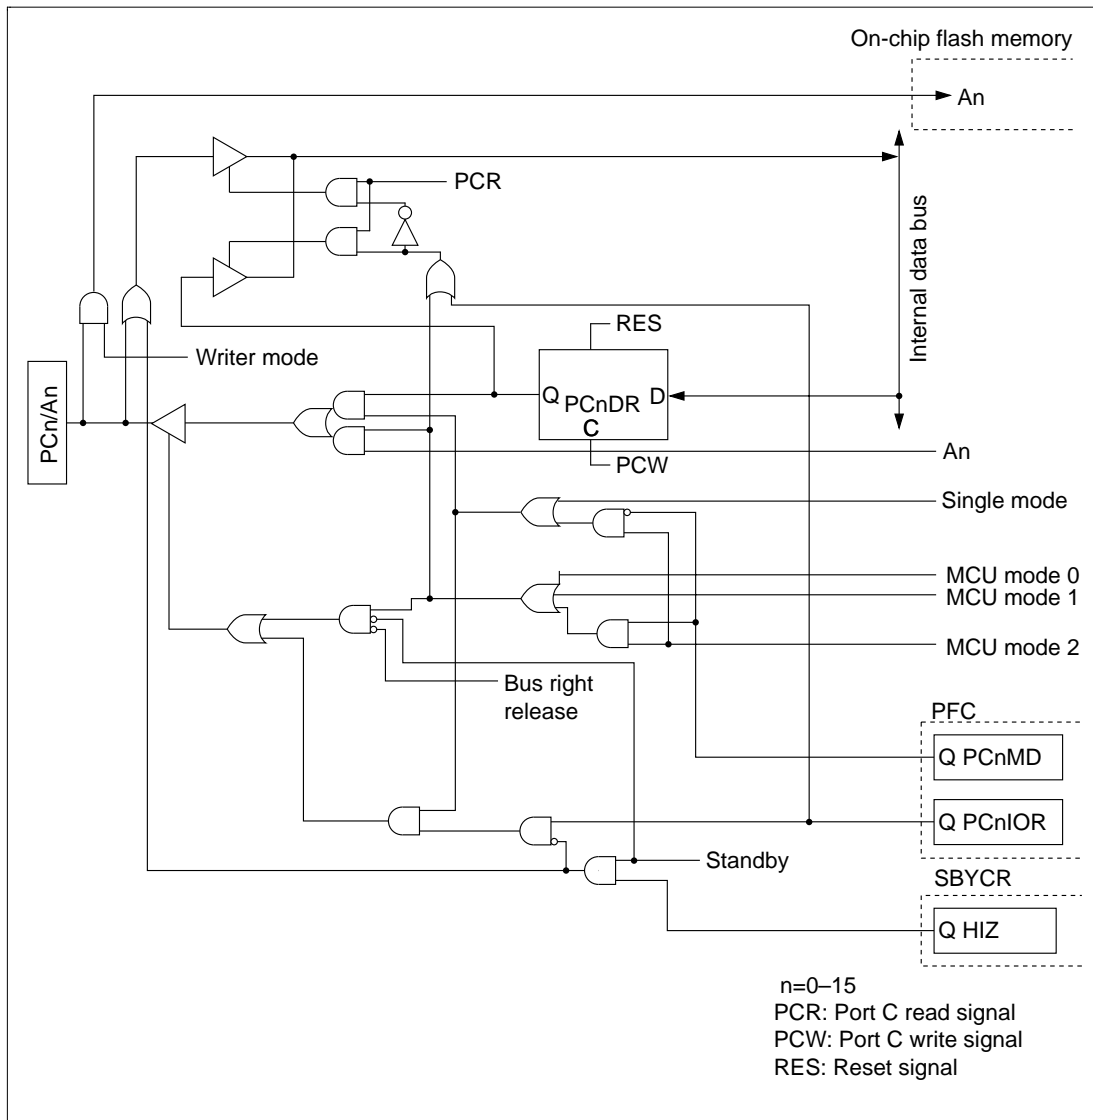 On-chip flash memory
An
PCR
Internal data bus
RES
Writer mode
PCn/An
Q PCnDR D
C
PCW
An
Single mode
MCU mode 0
MCU mode 1
MCU mode 2
Bus right
release
PFC
Q PCnMD
Q PCnIOR
Standby
SBYCR
Q HIZ
n=0–15
PCR: Port C read signal
PCW: Port C write signal
RES: Reset signal